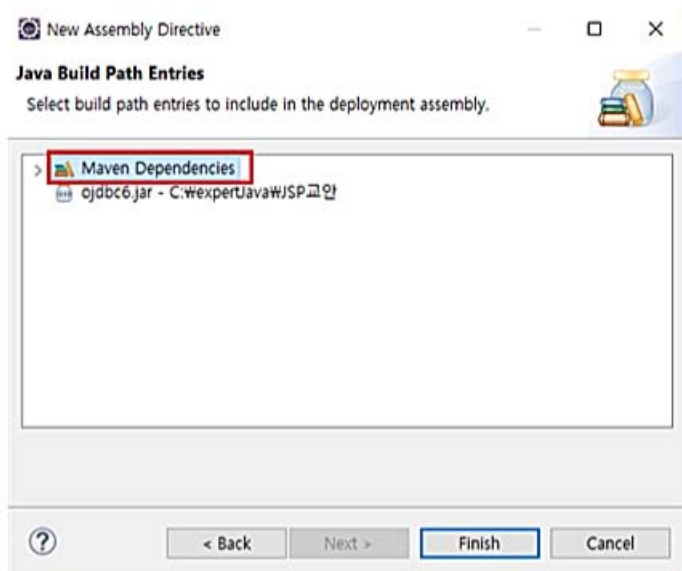 New Assembly Directive
Java Build Path Entries
Select build path entries to include in the deployment assembly.
Maven Dependencies
ojdbc6.jar - C:₩expertJava₩JSP교안
?
< Back
Next >
Finish
Cancel